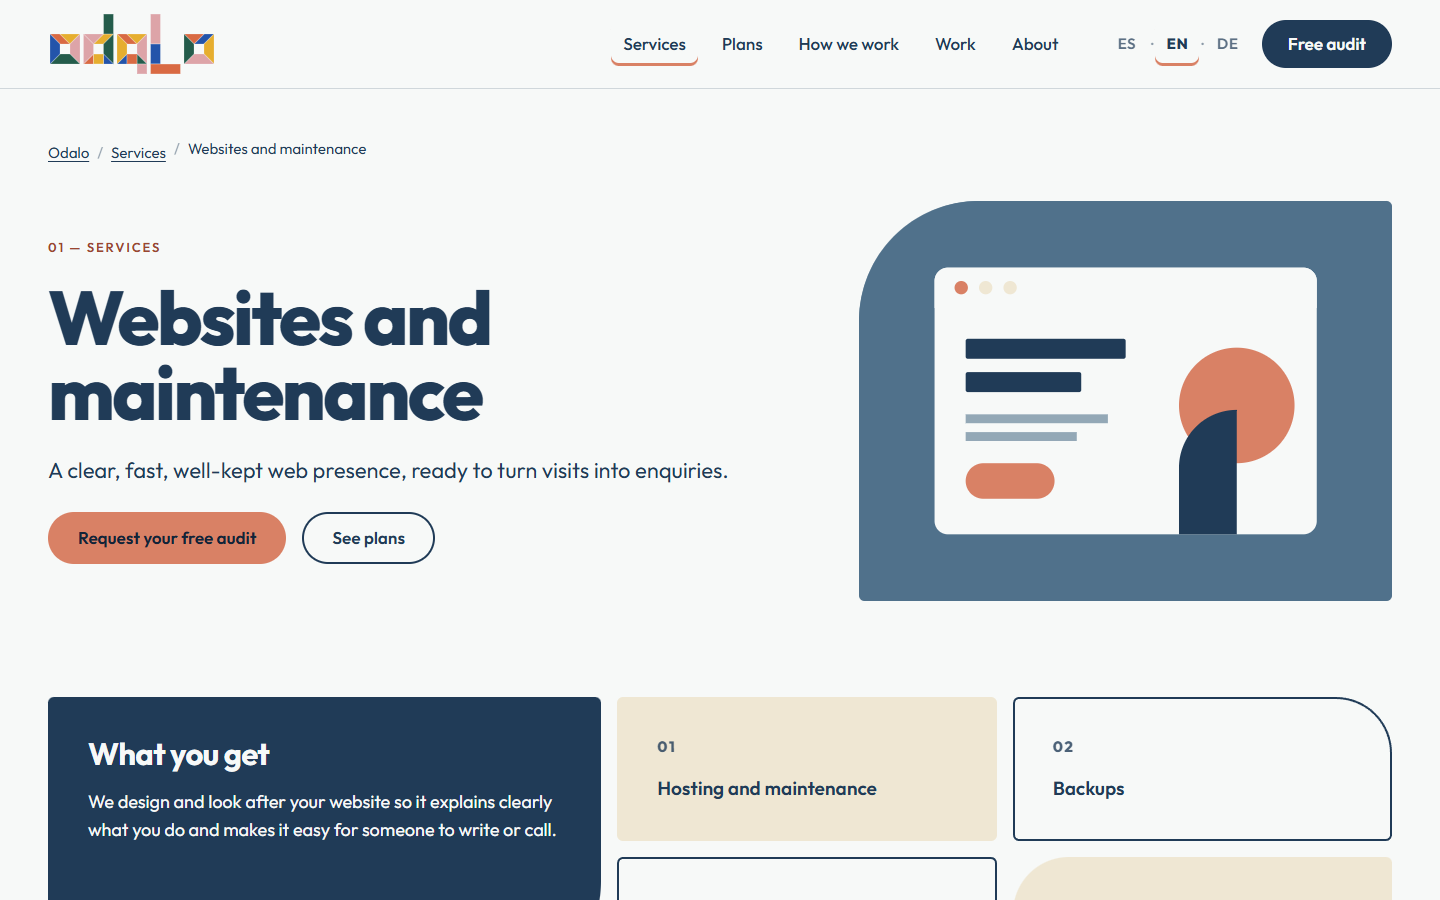 odalo
Services Plans How we work Work About ES · EN · DE Free audit
Odalo / Services / Websites and maintenance
01 — SERVICES
Websites and
maintenance
A clear, fast, well-kept web presence, ready to turn visits into enquiries.
Request your free audit See plans
What you get
We design and look after your website so it explains clearly
what you do and makes it easy for someone to write or call.
01
Hosting and maintenance
02
Backups